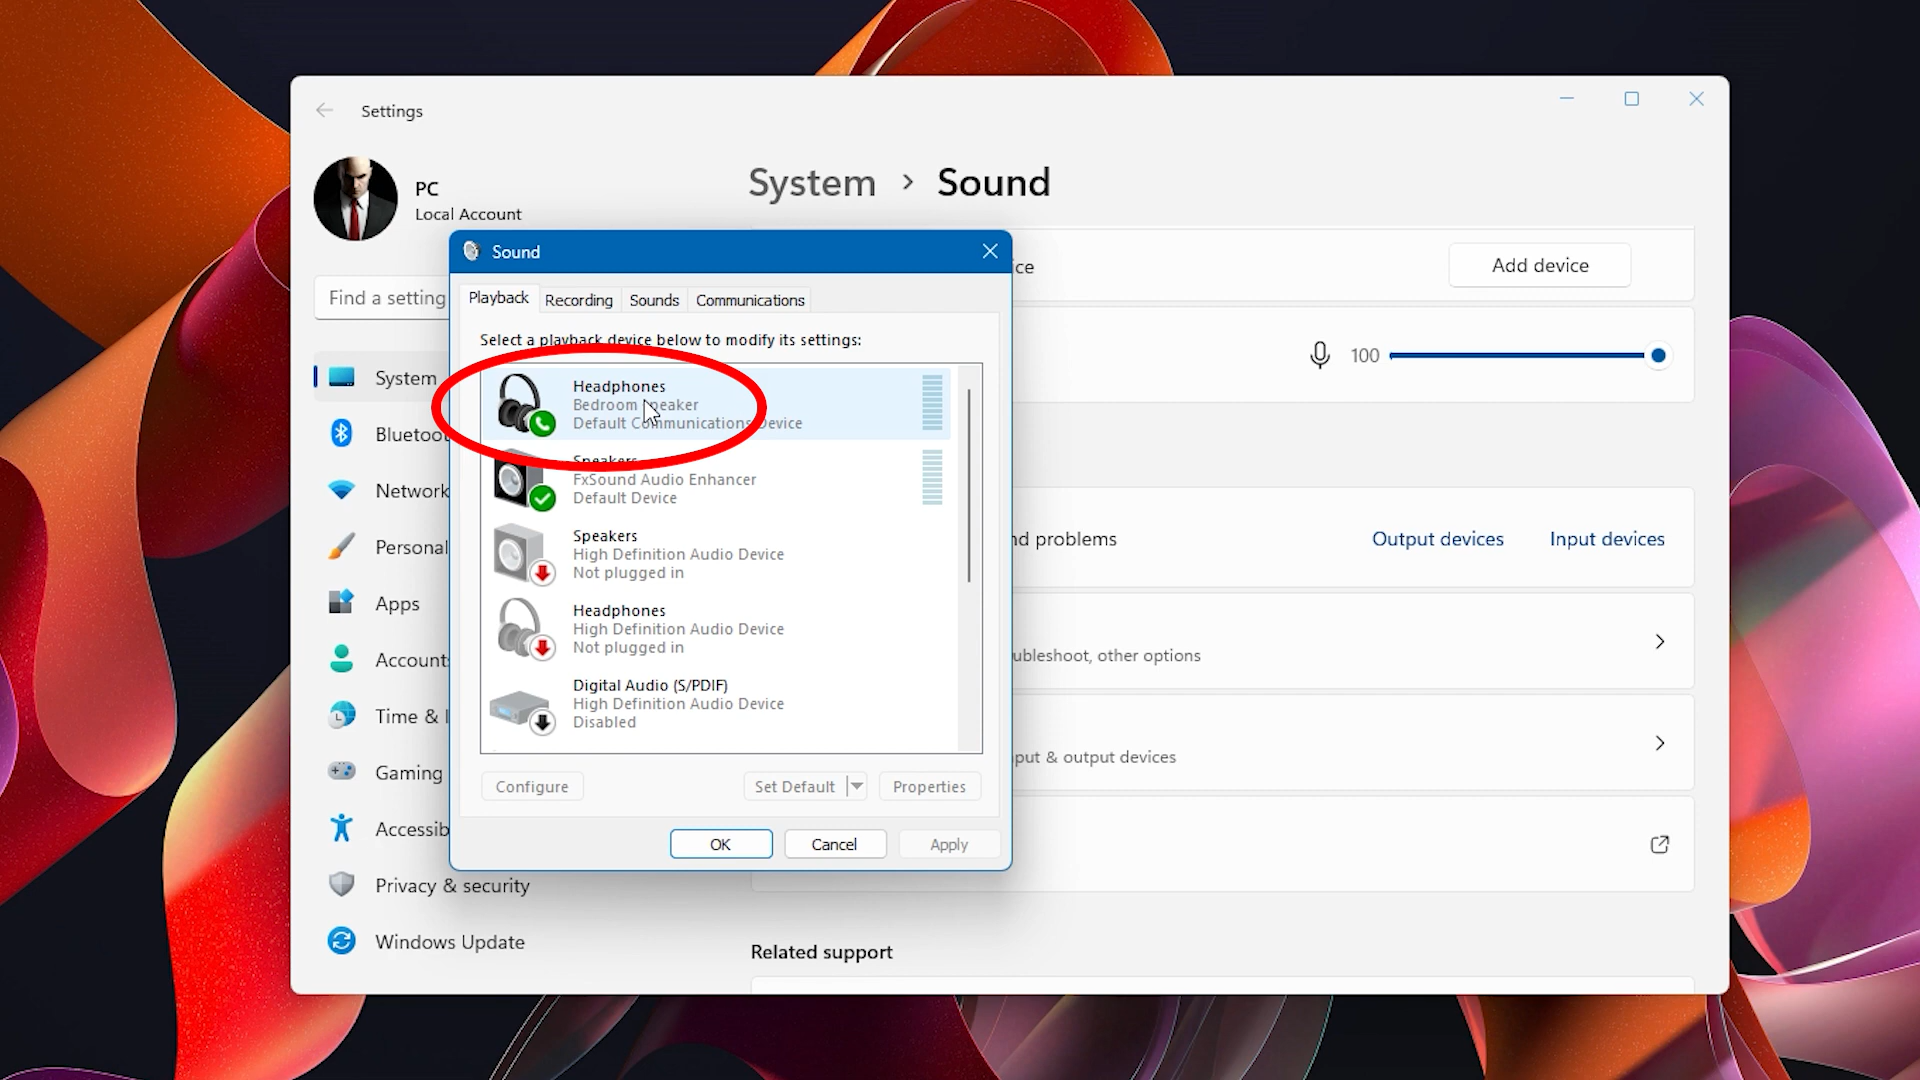 Settings
PC
Local Account
System > Sound
Sound
ice
Add device
Find a setting
Playback
Recording
Sounds
Communications
Select a playback device below to modify its settings:
100
System
Headphones
Bedroom Speaker
Default Communications Device
Bluetoo
Speakers
FxSound Audio Enhancer
Default Device
Network
Speakers
High Definition Audio Device
Not plugged in
nd problems
Output devices
Input devices
Personal
Headphones
High Definition Audio Device
Not plugged in
Apps
Account
ubleshoot, other options
Digital Audio (S/PDIF)
High Definition Audio Device
Disabled
Time & l
put & output devices
Gaming
Configure
Set Default
Properties
Accessib
OK
Cancel
Apply
Privacy & security
Windows Update
Related support